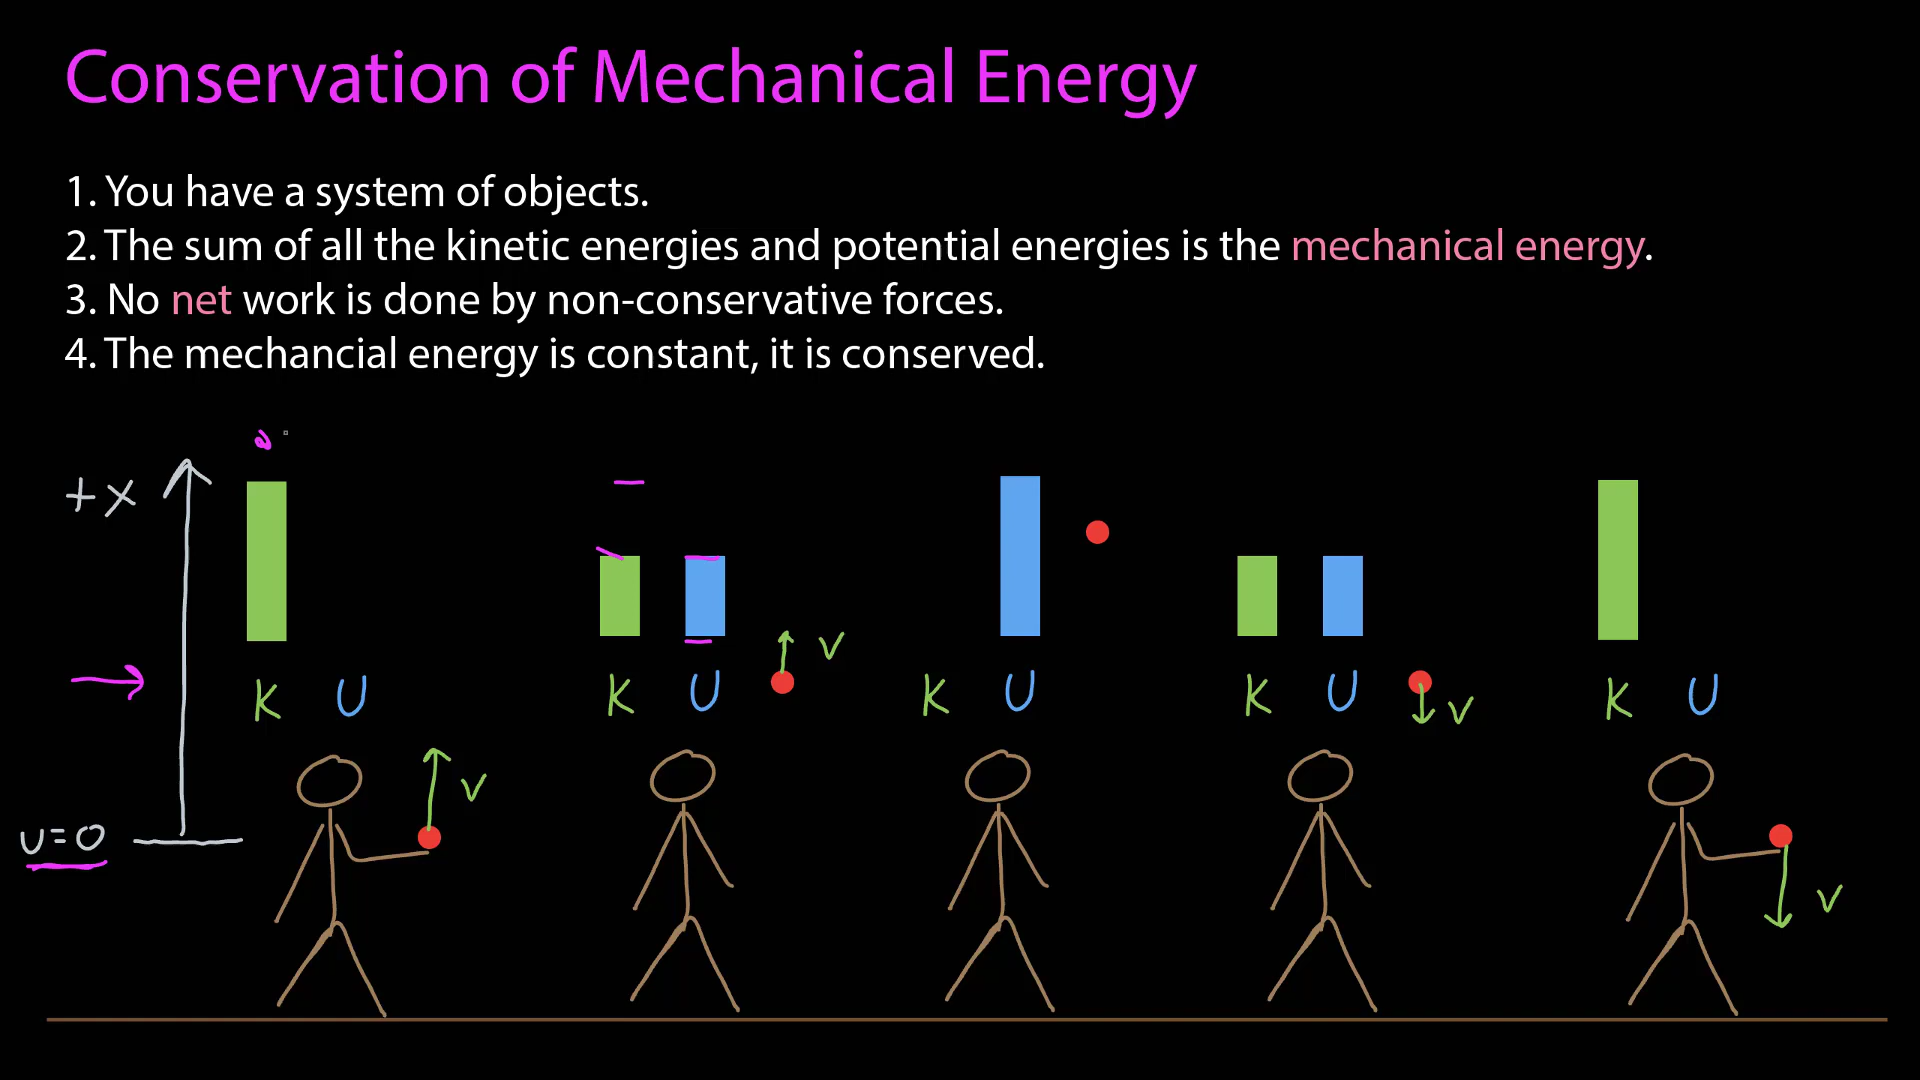 Conservation of Mechanical Energy
1. You have a system of objects.
2. The sum of all the kinetic energies and potential energies is the mechanical energy.
3. No net work is done by non-conservative forces.
4. The mechancial energy is constant, it is conserved.
+x
K U K U v K U K U v K U
v
u=0
v